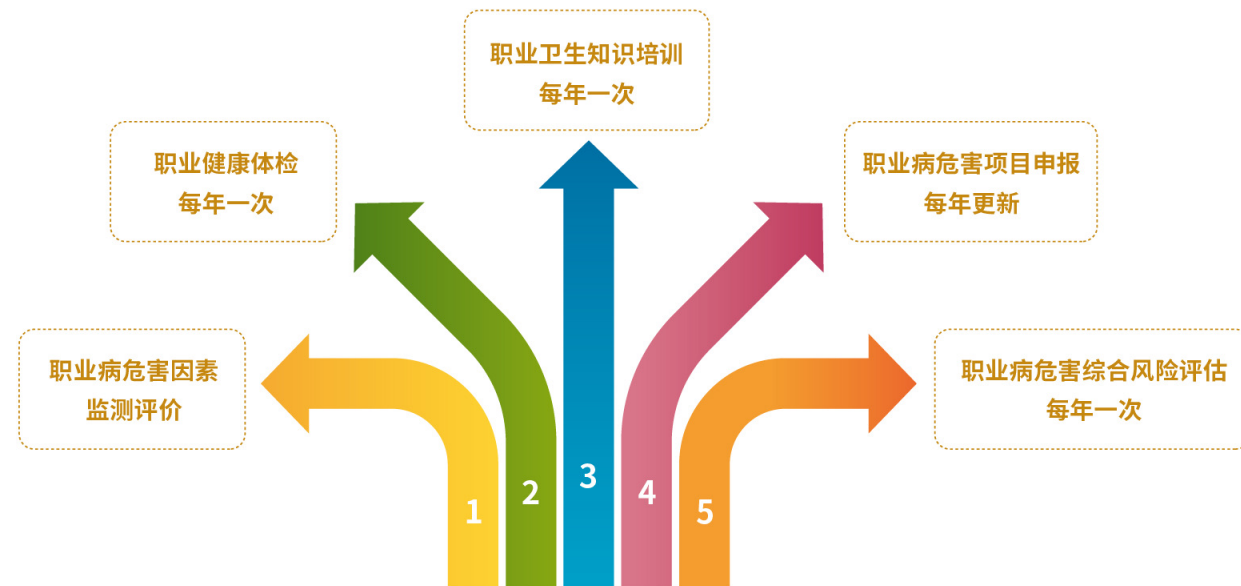 职业卫生知识培训
每年一次
职业健康体检
每年一次
职业病危害项目申报
每年更新
职业病危害因素
监测评价
职业病危害综合风险评估
每年一次
1
2
3
4
5